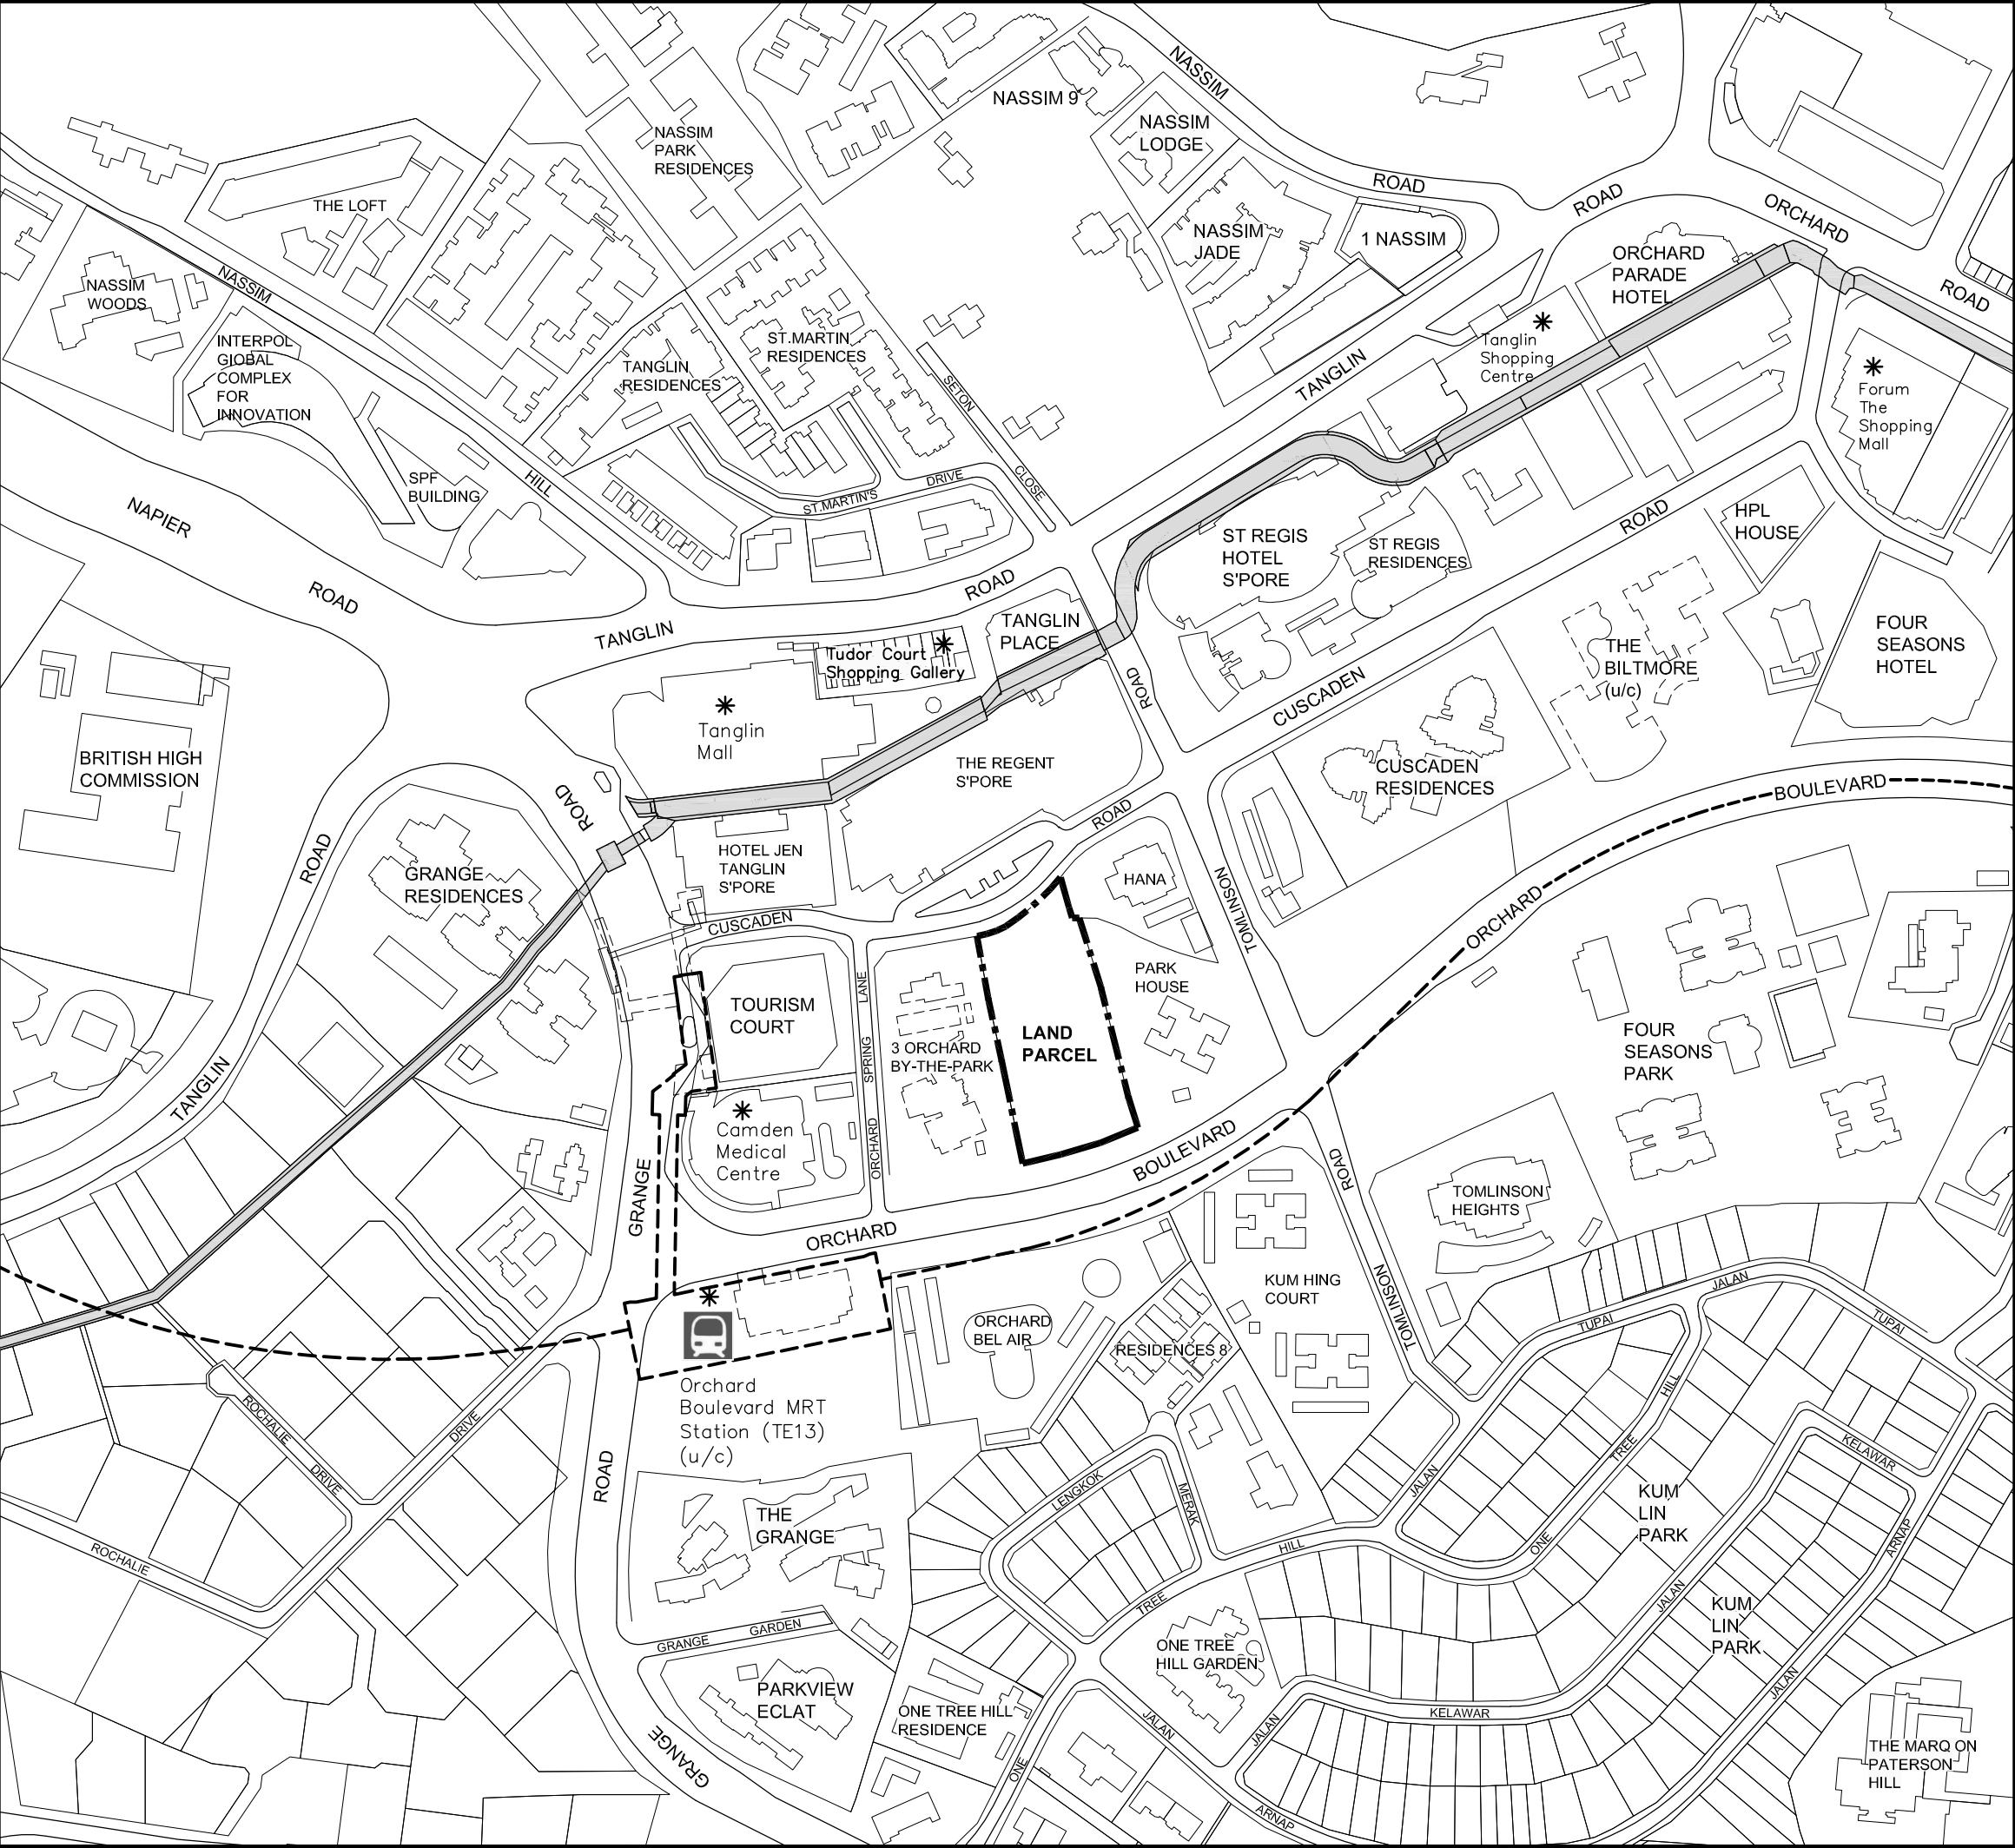 NASSIM
NASSIM 9
NASSIM
LODGE
NASSIM
PARK
RESIDENCES
ROAD
ROAD
ORCHARD
ROAD
THE LOFT
NASSIM
JADE
1 NASSIM
ORCHARD
PARADE
HOTEL
NASSIM
WOODS
NASSIM
HILL
INTERPOL
GIOBAL
COMPLEX
FOR
INNOVATION
ST.MARTIN
RESIDENCES
TANGLIN
RESIDENCES
SETON
CLOSE
TANGLIN
Tanglin
Shopping
Centre
Forum
The
Shopping
Mall
SPF
BUILDING
ST.MARTIN'S
DRIVE
NAPIER
ROAD
ST REGIS
HOTEL
S'PORE
ST REGIS
RESIDENCES
ROAD
HPL
HOUSE
TANGLIN
ROAD
TANGLIN
PLACE
Tudor Court
Shopping Gallery
ROAD
CUSCADEN
THE
BILTMORE
(u/c)
FOUR
SEASONS
HOTEL
Tanglin
Mall
BRITISH HIGH
COMMISSION
ROAD
ROAD
THE REGENT
S'PORE
CUSCADEN
RESIDENCES
BOULEVARD
ORCHARD
GRANGE
RESIDENCES
HOTEL JEN
TANGLIN
S'PORE
ROAD
HANA
TOMLINSON
CUSCADEN
PARK
HOUSE
TOURISM
COURT
LANE
SPRING
ORCHARD
3 ORCHARD
BY-THE-PARK
LAND
PARCEL
FOUR
SEASONS
PARK
TANGLIN
Camden
Medical
Centre
GRANGE
BOULEVARD
ORCHARD
ROAD
TOMLINSON
TOMLINSON
HEIGHTS
KUM HING
COURT
ORCHARD
BEL AIR
RESIDENCES 8
JALAN
TUPAI
TUPAI
Orchard
Boulevard MRT
Station (TE13)
(u/c)
ROCHALIE
DRIVE
DRIVE
ROCHALIE
ROAD
THE
GRANGE
LENGKOK
MERAK
HILL
TREE
ONE
JALAN
HILL
TREE
KELAWAR
KUM
LIN
PARK
KUM
LIN
PARK
ARNAP
JALAN
JALAN
GRANGE
GARDEN
PARKVIEW
ECLAT
GRANGE
ONE TREE HILL
RESIDENCE
ONE
ONE TREE
HILL GARDEN
JALAN
ARNAP
JALAN
KELAWAR
THE MARQ ON
PATERSON
HILL